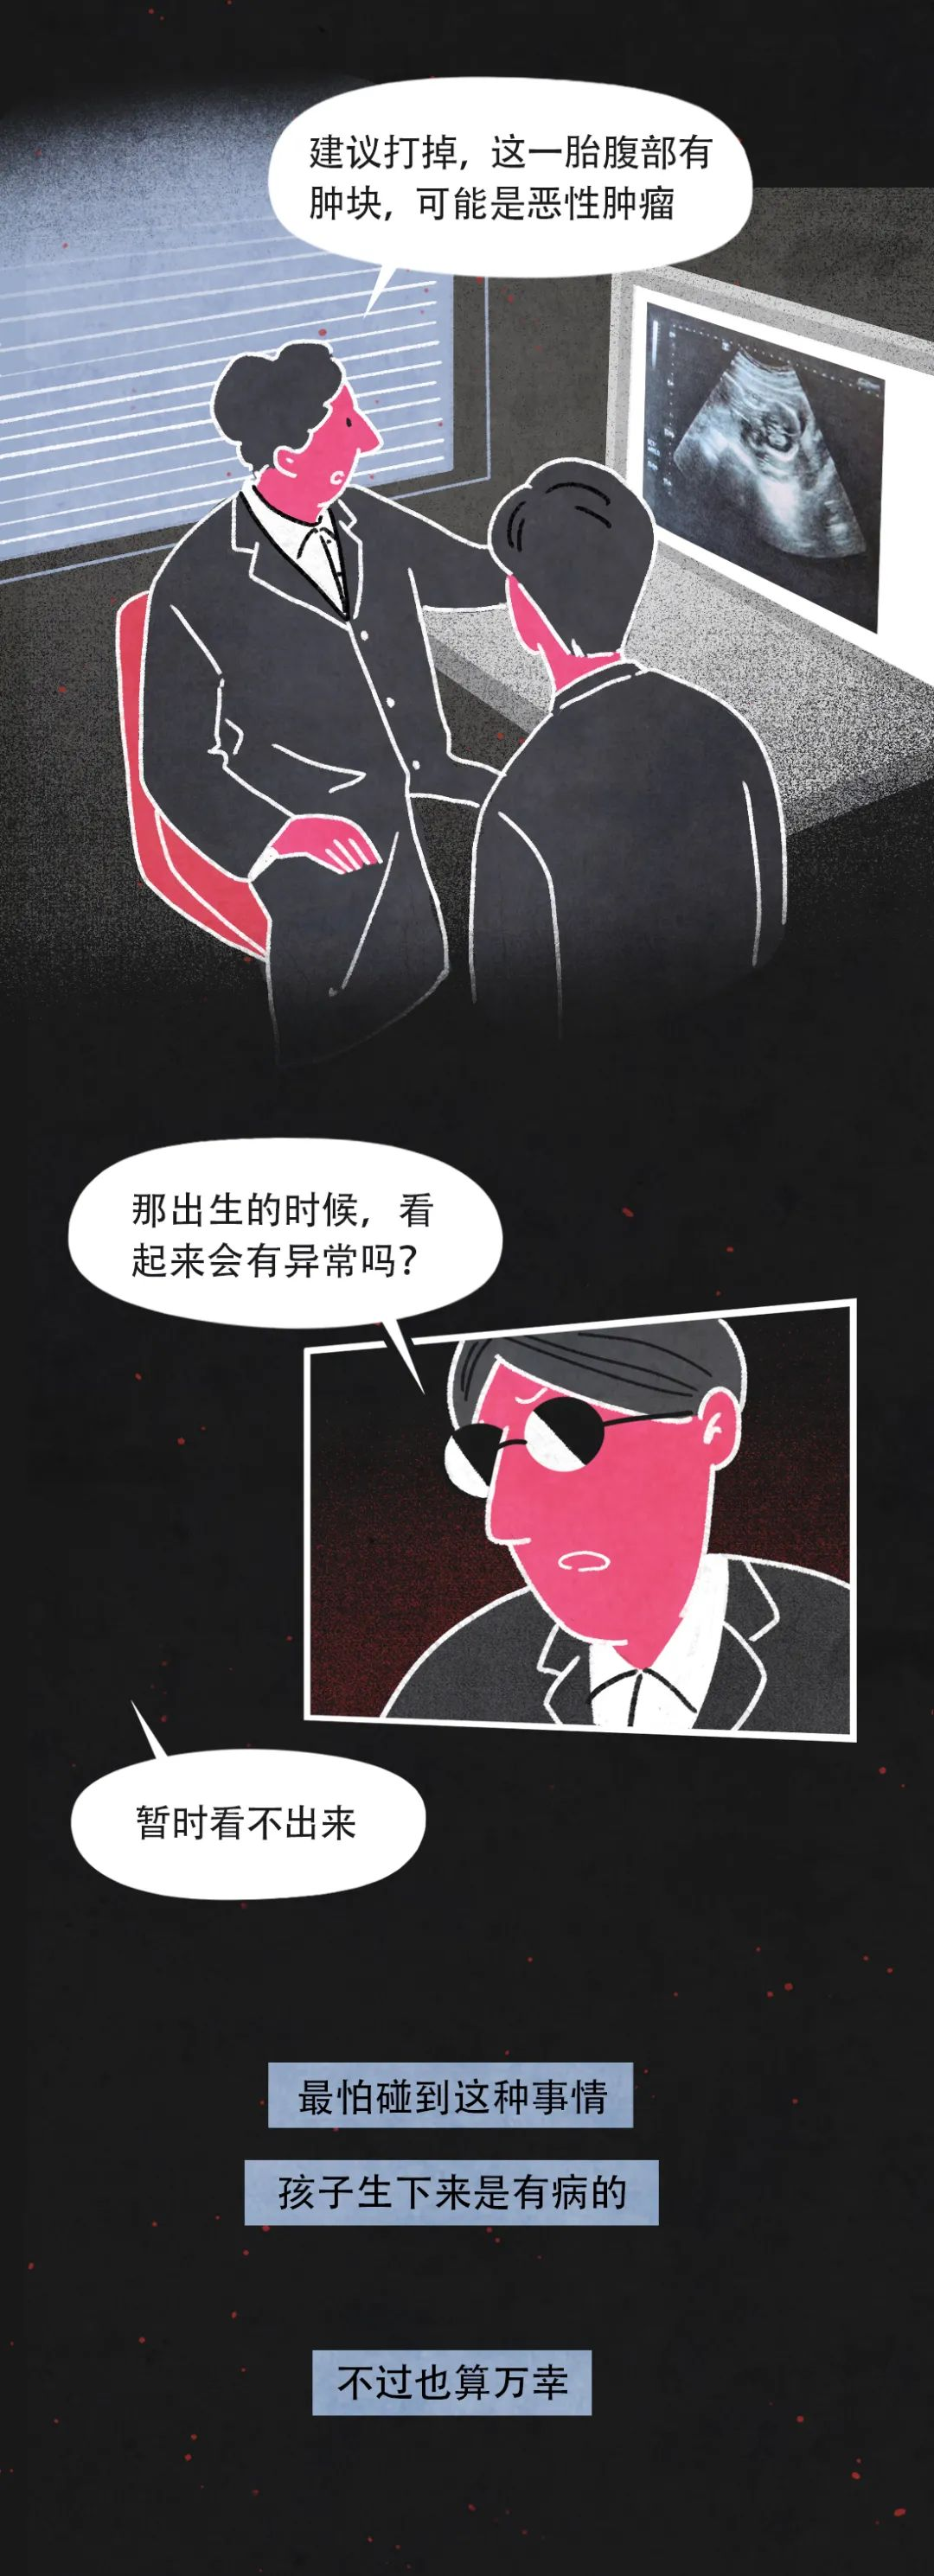 建议打掉，这一胎腹部有
肿块，可能是恶性肿瘤
那出生的时候，看
起来会有异常吗？
暂时看不出来
最怕碰到这种事情
孩子生下来是有病的
不过也算万幸